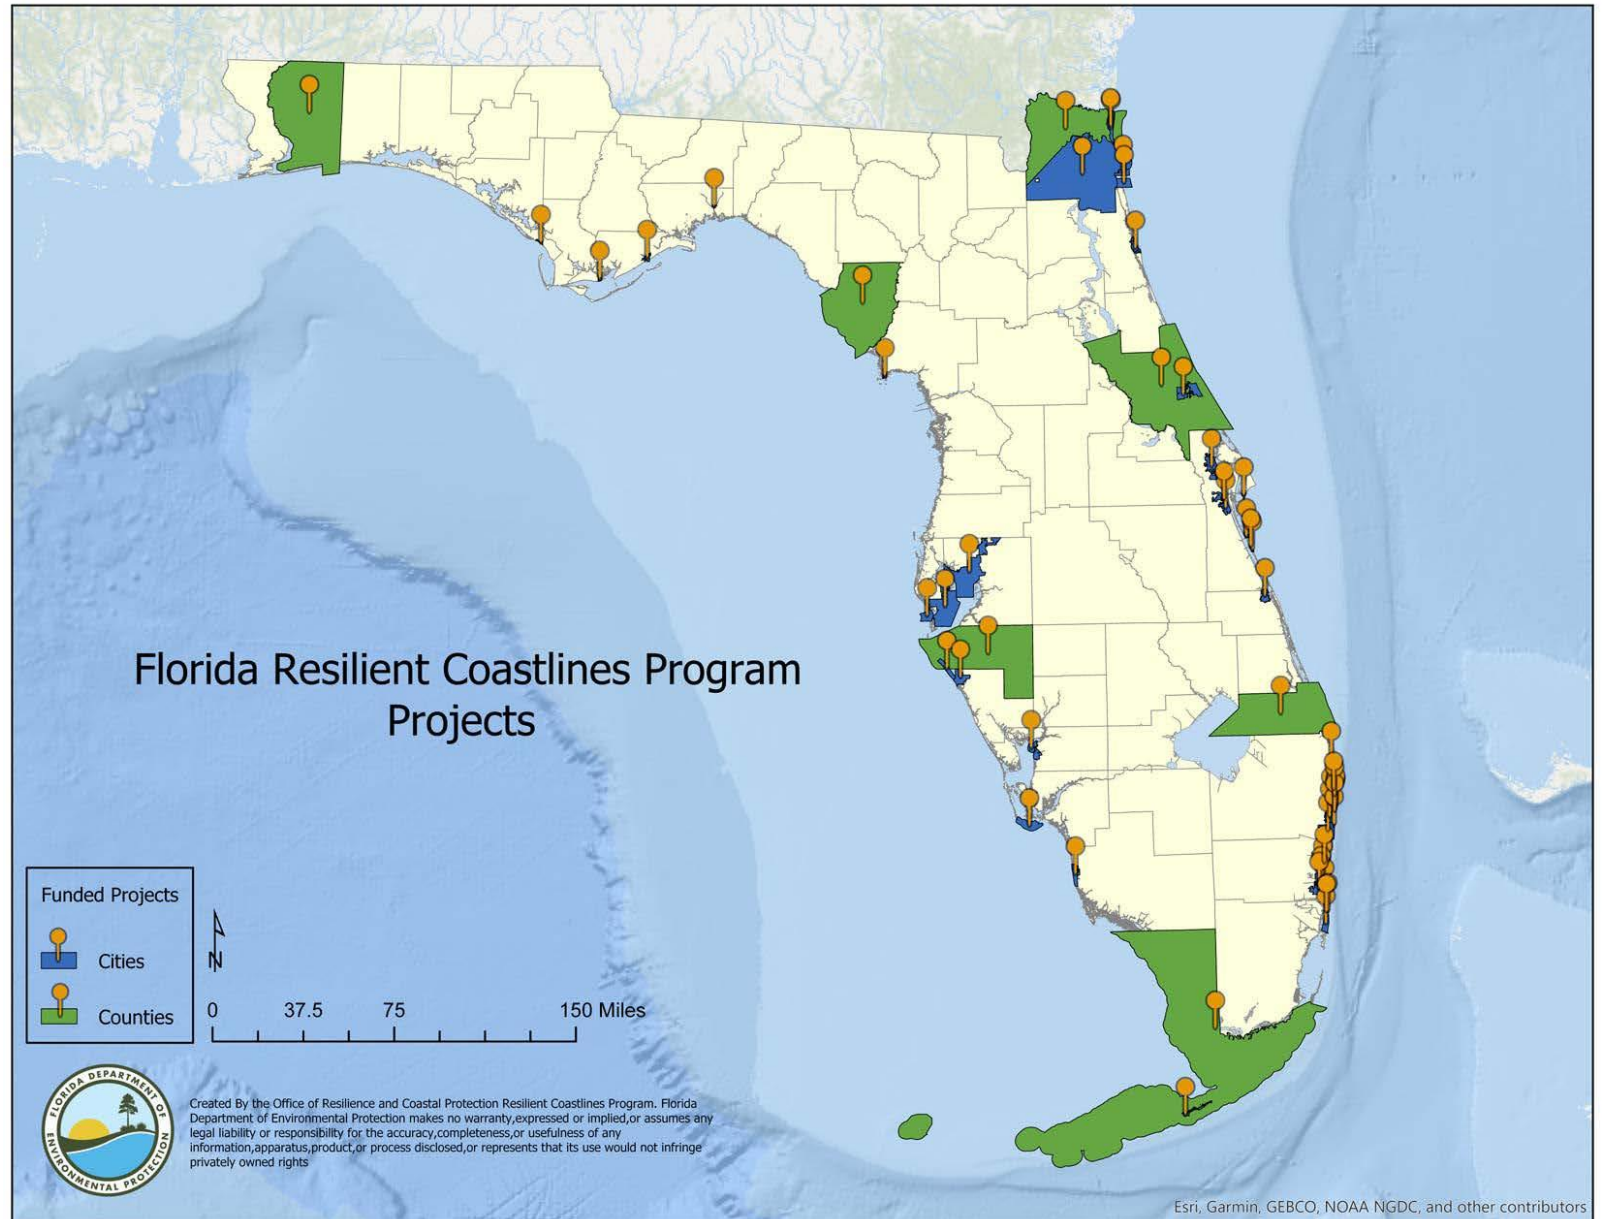 Florida Resilient Coastlines Program
Projects
Funded Projects
Cities
Counties
N
0 37.5 75 150 Miles
FLORIDA DEPARTMENT OF
ENVIRONMENTAL PROTECTION
Created By the Office of Resilience and Coastal Protection Resilient Coastlines Program. Florida
Department of Environmental Protection makes no warranty,expressed or implied,or assumes any
legal liability or responsibility for the accuracy,completeness,or usefulness of any
information,apparatus,product,or process disclosed,or represents that its use would not infringe
privately owned rights
Esri, Garmin, GEBCO, NOAA NGDC, and other contributors